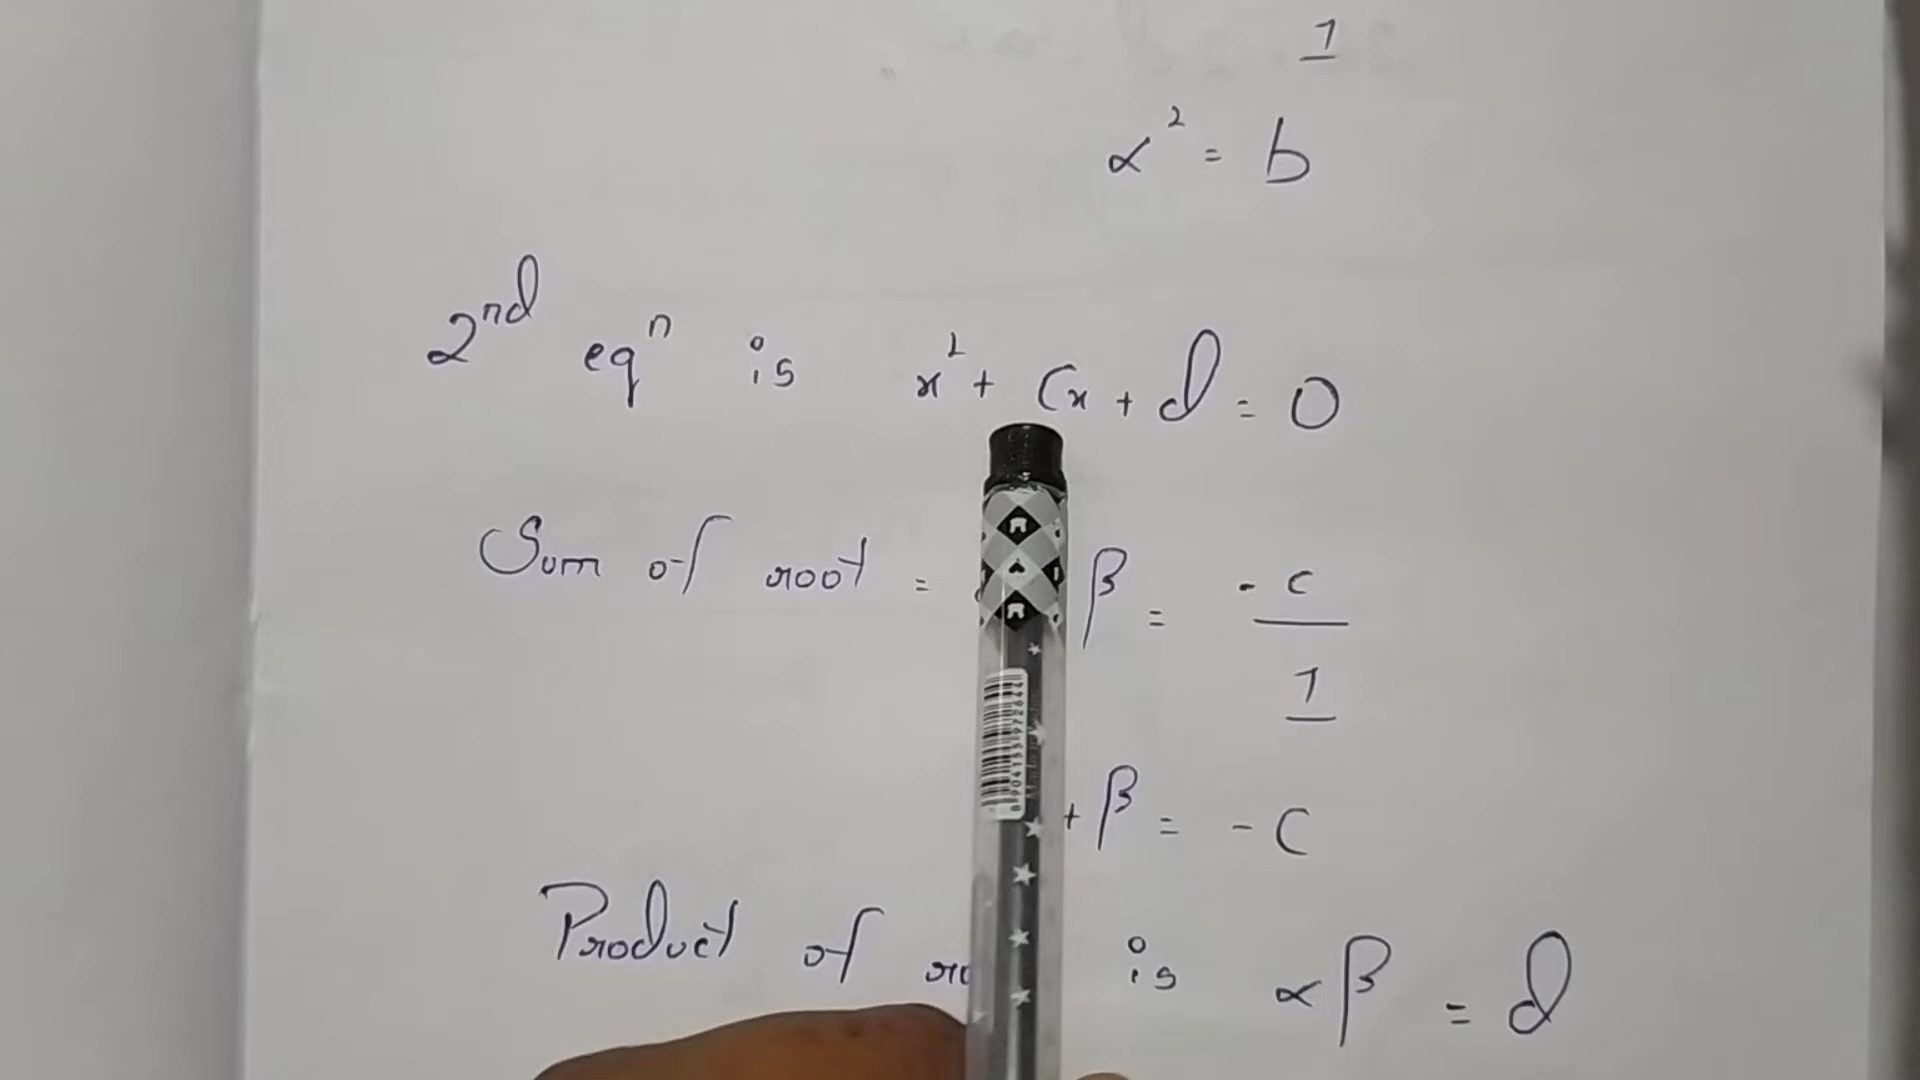 1
α² = b
2nd eqn is x² + Cx + d = 0
Sum of root = β = - c
1
+ β = - C
Product of is αβ = d